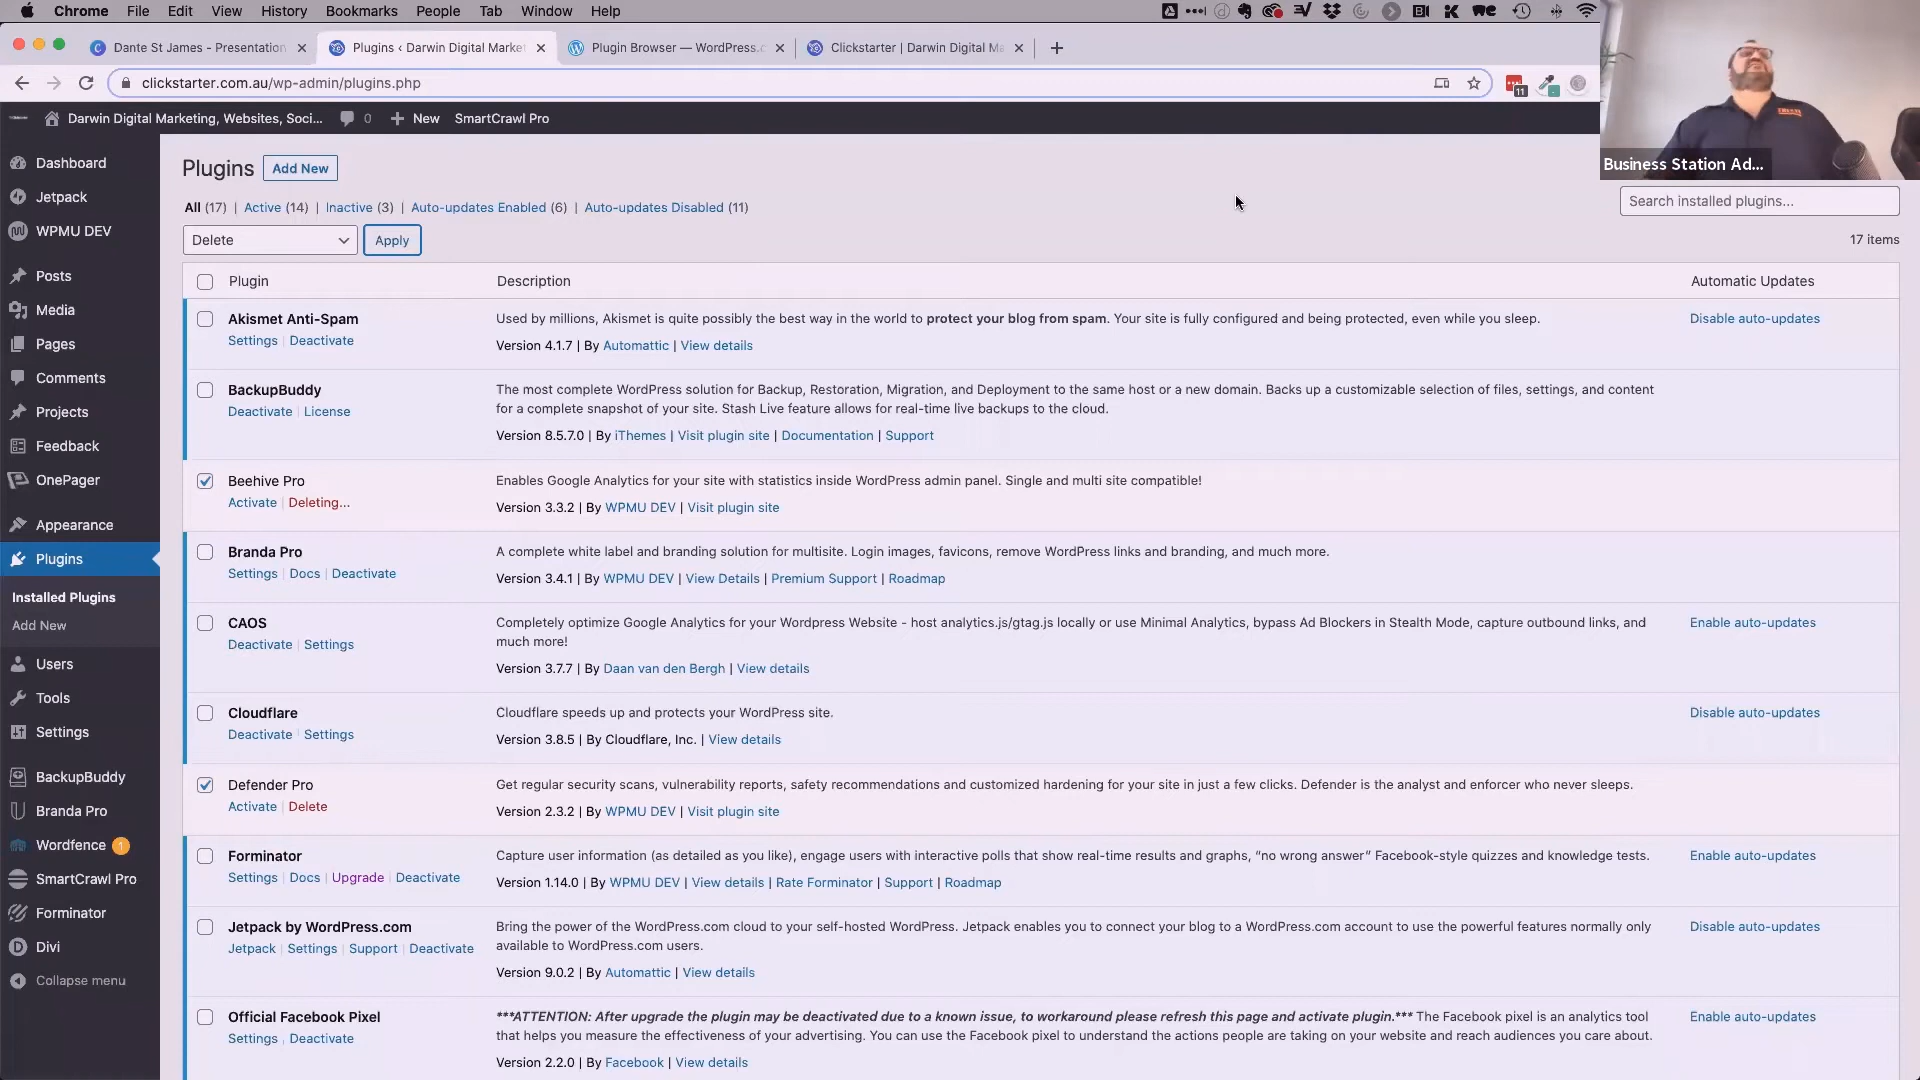 Chrome File Edit View History Bookmarks People Tab Window Help
Dante St James - Presentation
Plugins ‹ Darwin Digital Marke
Plugin Browser — WordPress.c
Clickstarter | Darwin Digital Ma
clickstarter.com.au/wp-admin/plugins.php
11
Darwin Digital Marketing, Websites, Soci... 0 New SmartCrawl Pro
Business Station Ad...
Dashboard
Jetpack
WPMU DEV
Posts
Media
Pages
Comments
Projects
Feedback
OnePager
Appearance
Plugins
Installed Plugins
Add New
Users
Tools
Settings
BackupBuddy
Branda Pro
Wordfence 1
SmartCrawl Pro
Forminator
Divi
Collapse menu
Plugins Add New
All (17) | Active (14) | Inactive (3) | Auto-updates Enabled (6) | Auto-updates Disabled (11)
Search installed plugins...
Delete Apply
17 items
Plugin Description Automatic Updates
Akismet Anti-Spam
Settings | Deactivate
Used by millions, Akismet is quite possibly the best way in the world to protect your blog from spam. Your site is fully configured and being protected, even while you sleep.
Version 4.1.7 | By Automattic | View details
Disable auto-updates
BackupBuddy
Deactivate | License
The most complete WordPress solution for Backup, Restoration, Migration, and Deployment to the same host or a new domain. Backs up a customizable selection of files, settings, and content
for a complete snapshot of your site. Stash Live feature allows for real-time live backups to the cloud.
Version 8.5.7.0 | By iThemes | Visit plugin site | Documentation | Support
Beehive Pro
Activate | Deleting...
Enables Google Analytics for your site with statistics inside WordPress admin panel. Single and multi site compatible!
Version 3.3.2 | By WPMU DEV | Visit plugin site
Branda Pro
Settings | Docs | Deactivate
A complete white label and branding solution for multisite. Login images, favicons, remove WordPress links and branding, and much more.
Version 3.4.1 | By WPMU DEV | View Details | Premium Support | Roadmap
CAOS
Deactivate | Settings
Completely optimize Google Analytics for your Wordpress Website - host analytics.js/gtag.js locally or use Minimal Analytics, bypass Ad Blockers in Stealth Mode, capture outbound links, and
much more!
Version 3.7.7 | By Daan van den Bergh | View details
Enable auto-updates
Cloudflare
Deactivate | Settings
Cloudflare speeds up and protects your WordPress site.
Version 3.8.5 | By Cloudflare, Inc. | View details
Disable auto-updates
Defender Pro
Activate | Delete
Get regular security scans, vulnerability reports, safety recommendations and customized hardening for your site in just a few clicks. Defender is the analyst and enforcer who never sleeps.
Version 2.3.2 | By WPMU DEV | Visit plugin site
Forminator
Settings | Docs | Upgrade | Deactivate
Capture user information (as detailed as you like), engage users with interactive polls that show real-time results and graphs, “no wrong answer” Facebook-style quizzes and knowledge tests.
Version 1.14.0 | By WPMU DEV | View details | Rate Forminator | Support | Roadmap
Enable auto-updates
Jetpack by WordPress.com
Jetpack | Settings | Support | Deactivate
Bring the power of the WordPress.com cloud to your self-hosted WordPress. Jetpack enables you to connect your blog to a WordPress.com account to use the powerful features normally only
available to WordPress.com users.
Version 9.0.2 | By Automattic | View details
Disable auto-updates
Official Facebook Pixel
Settings | Deactivate
***ATTENTION: After upgrade the plugin may be deactivated due to a known issue, to workaround please refresh this page and activate plugin.*** The Facebook pixel is an analytics tool
that helps you measure the effectiveness of your advertising. You can use the Facebook pixel to understand the actions people are taking on your website and reach audiences you care about.
Version 2.2.0 | By Facebook | View details
Enable auto-updates